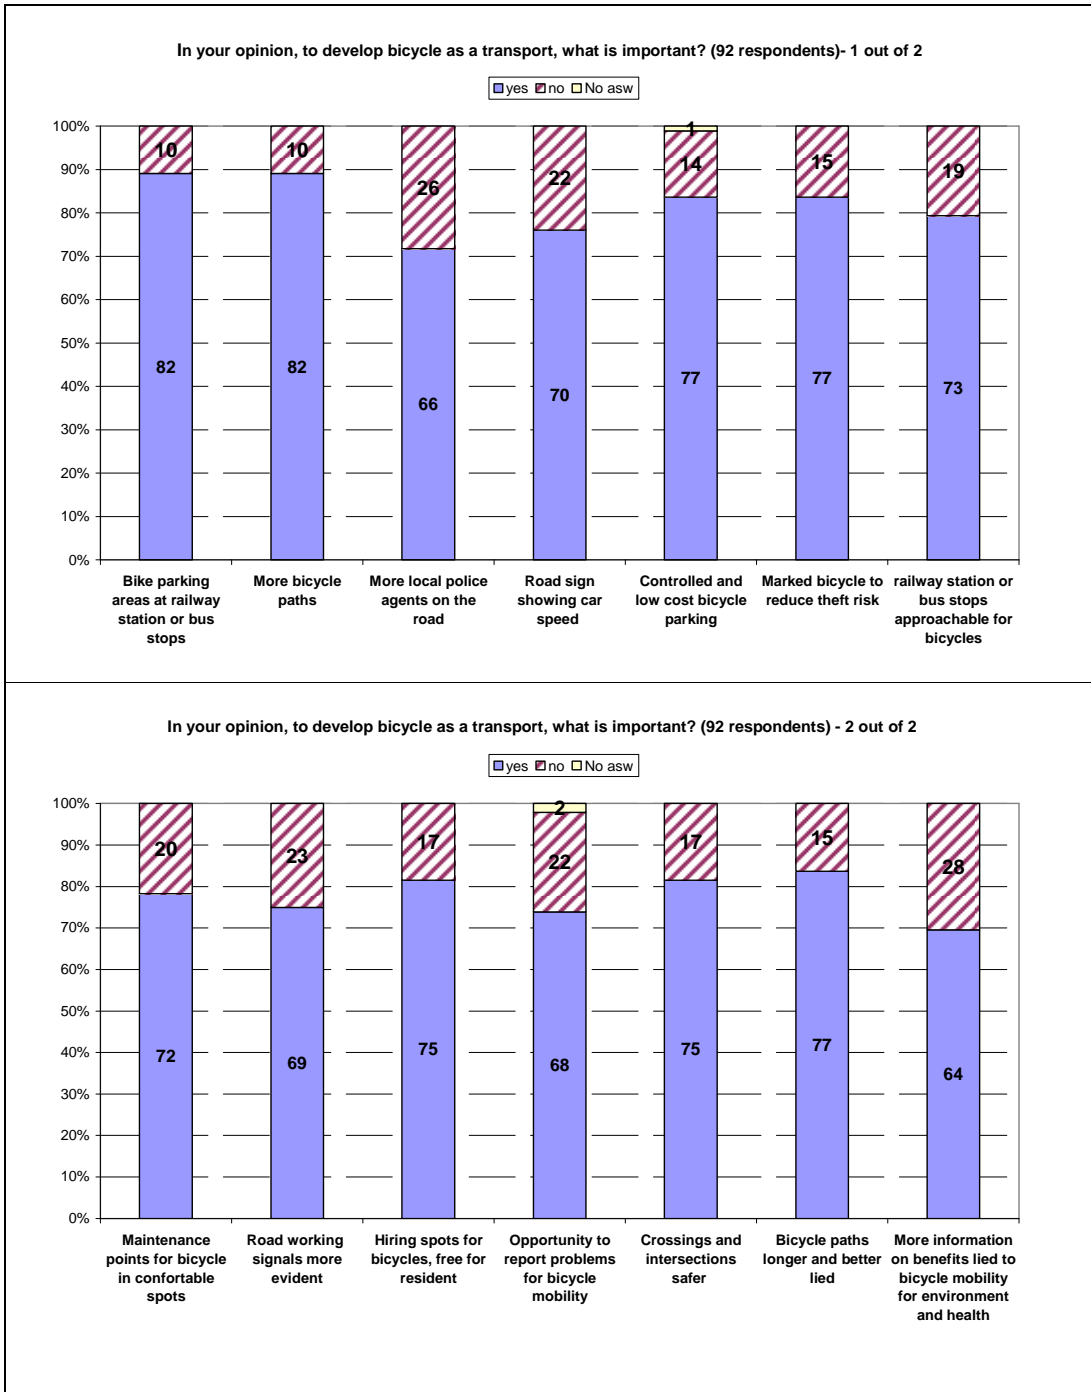 In your opinion, to develop bicycle as a transport, what is important? (92 respondents)- 1 out of 2
yes no No asw
100%
90%
80%
70%
60%
50%
40%
30%
20%
10%
0%
10 10 26 22 1 14 15 19
82 82 66 70 77 77 73
Bike parking
areas at railway
station or bus
stops
More bicycle
paths
More local police
agents on the
road
Road sign
showing car
speed
Controlled and
low cost bicycle
parking
Marked bicycle to
reduce theft risk
railway station or
bus stops
approachable for
bicycles
In your opinion, to develop bicycle as a transport, what is important? (92 respondents) - 2 out of 2
yes no No asw
100%
90%
80%
70%
60%
50%
40%
30%
20%
10%
0%
20 23 17 2 22 17 15 28
72 69 75 68 75 77 64
Maintenance
points for bicycle
in confortable
spots
Road working
signals more
evident
Hiring spots for
bicycles, free for
resident
Opportunity to
report problems
for bicycle
mobility
Crossings and
intersections
safer
Bicycle paths
longer and better
lied
More information
on benefits lied to
bicycle mobility
for environment
and health